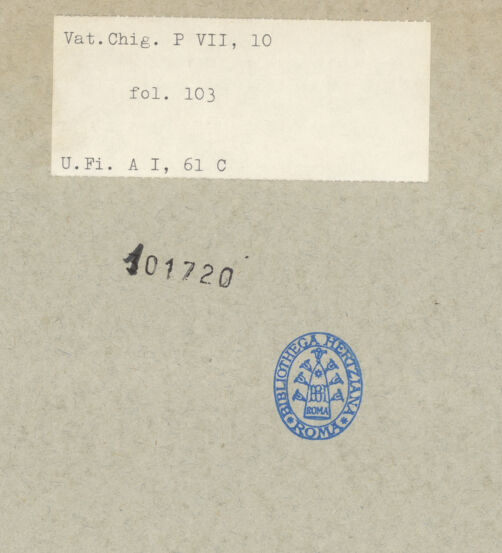 Vat.Chig. P VII, 10
fol. 103
U.Fi. A I, 61 C
101720
BIBLIOTHECA HERTZIANA
ROMA
ROMA